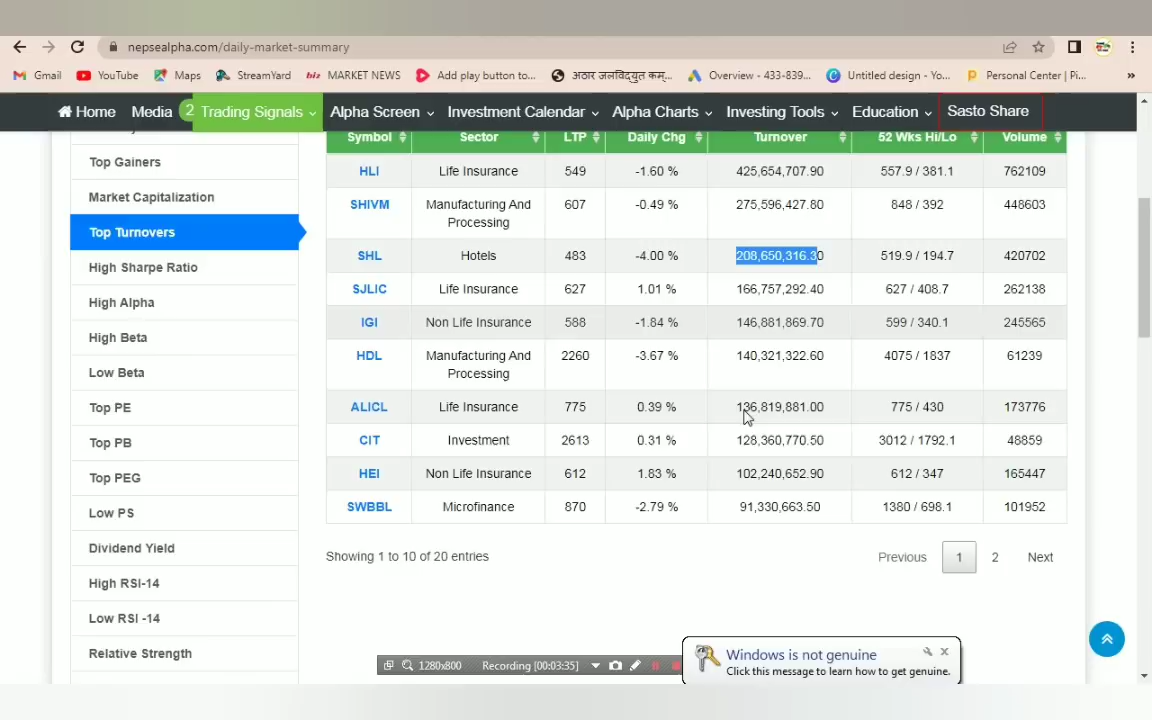 nepsealpha.com/daily-market-summary
Gmail YouTube Maps StreamYard biz MARKET NEWS Add play button to... अठार जलविद्युत कम्... Overview - 433-839... Untitled design - Yo... Personal Center | Pi... »
Home Media 2 Trading Signals Alpha Screen Investment Calendar Alpha Charts Investing Tools Education Sasto Share
Symbol Sector LTP Daily Chg Turnover 52 Wks Hi/Lo Volume
Top Gainers
Market Capitalization
Top Turnovers
High Sharpe Ratio
High Alpha
High Beta
Low Beta
Top PE
Top PB
Top PEG
Low PS
Dividend Yield
High RSI-14
Low RSI -14
Relative Strength
HLI Life Insurance 549 -1.60 % 425,654,707.90 557.9 / 381.1 762109
SHIVM Manufacturing And 607 -0.49 % 275,596,427.80 848 / 392 448603
Processing
SHL Hotels 483 -4.00 % 208,650,316.30 519.9 / 194.7 420702
SJLIC Life Insurance 627 1.01 % 166,757,292.40 627 / 408.7 262138
IGI Non Life Insurance 588 -1.84 % 146,881,869.70 599 / 340.1 245565
HDL Manufacturing And 2260 -3.67 % 140,321,322.60 4075 / 1837 61239
Processing
ALICL Life Insurance 775 0.39 % 136,819,881.00 775 / 430 173776
CIT Investment 2613 0.31 % 128,360,770.50 3012 / 1792.1 48859
HEI Non Life Insurance 612 1.83 % 102,240,652.90 612 / 347 165447
SWBBL Microfinance 870 -2.79 % 91,330,663.50 1380 / 698.1 101952
Showing 1 to 10 of 20 entries Previous 1 2 Next
1280x800 Recording [00:03:35]
Windows is not genuine
Click this message to learn how to get genuine.